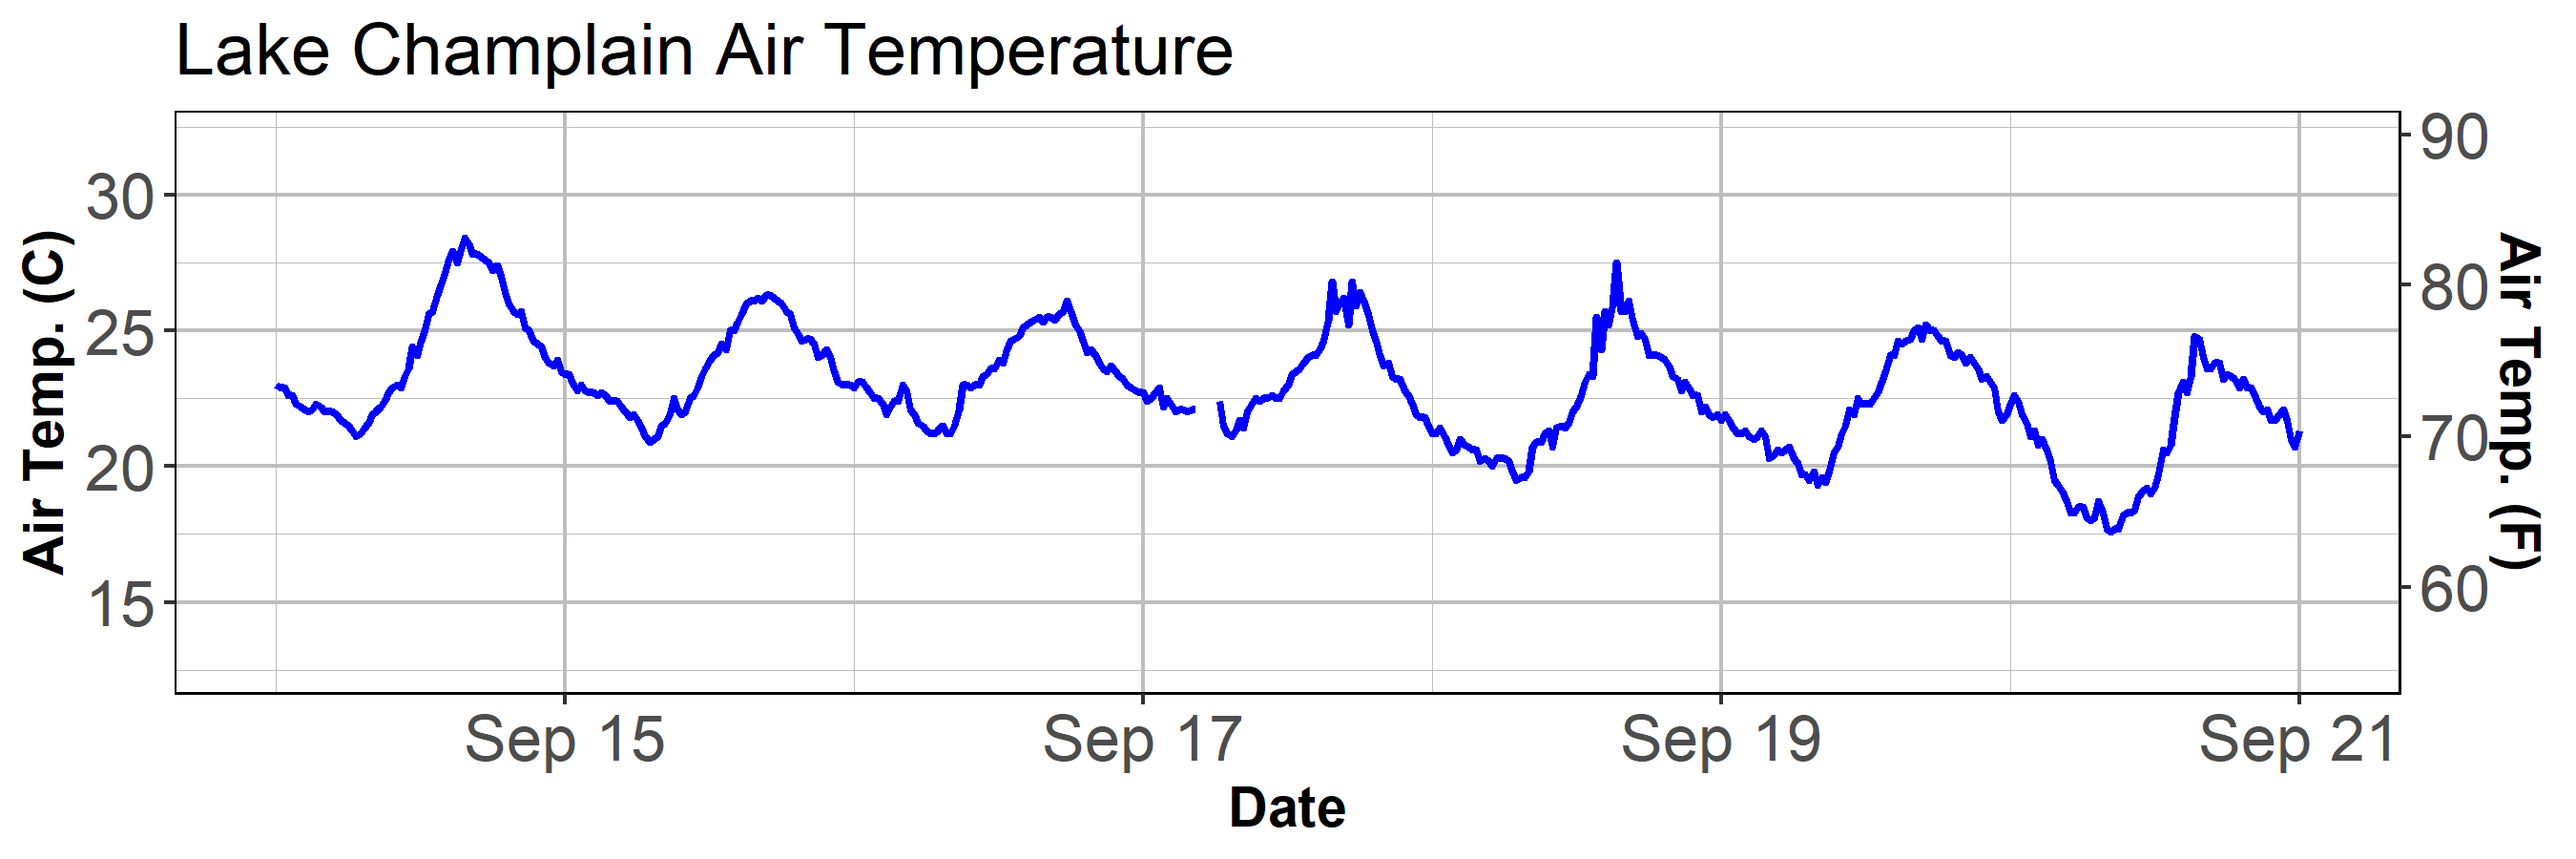 Lake Champlain Air Temperature
Air Temp. (C)
30
25
20
15
90
80
70
60
Air Temp. (F)
Sep 15 Sep 17 Sep 19 Sep 21
Date